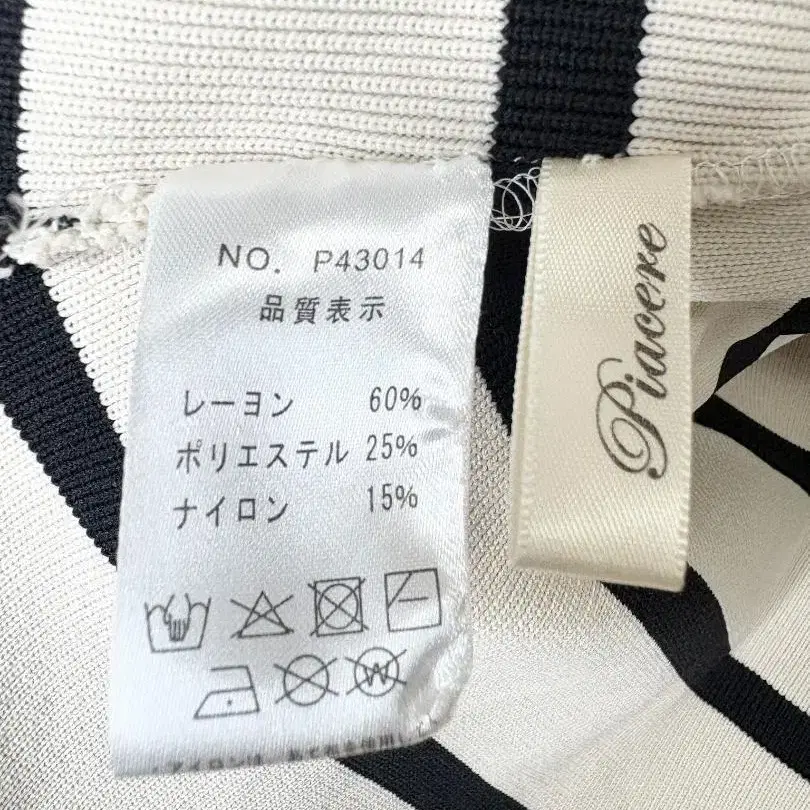 NO. P43014
品質表示
レーヨン 60%
ポリエステル 25%
ナイロン 15%
W
Piacere